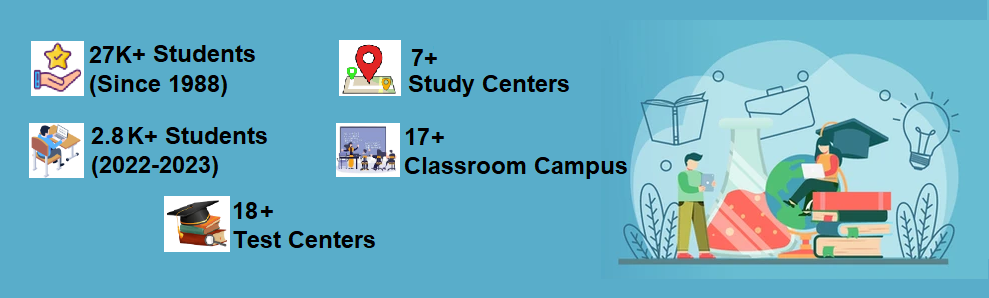 27K+ Students
(Since 1988)
7+
Study Centers
2.8K+ Students
(2022-2023)
17+
Classroom Campus
18+
Test Centers